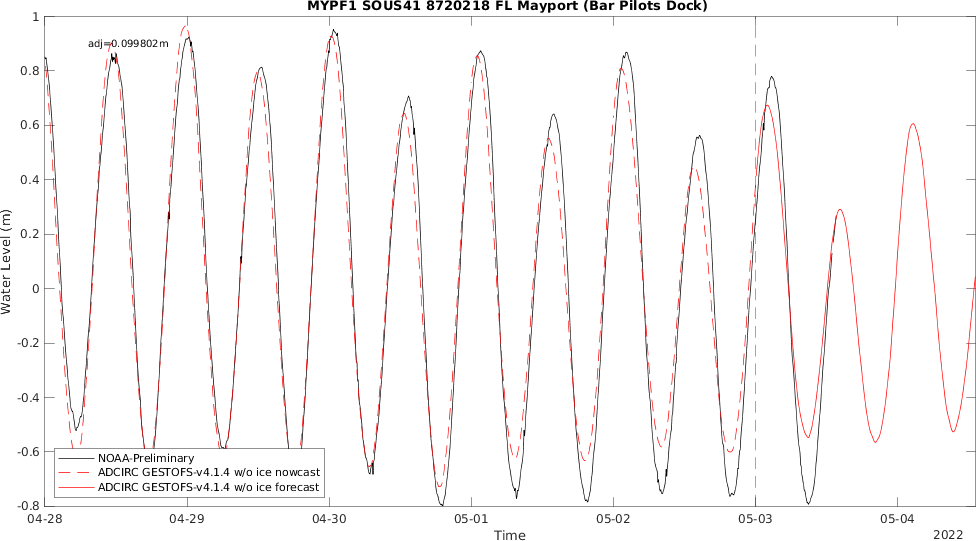 MYPF1 SOUS41 8720218 FL Mayport (Bar Pilots Dock)
adj=0.099802m
1
0.8
0.6
0.4
0.2
0
-0.2
-0.4
-0.6
-0.8
Water Level (m)
NOAA-Preliminary
ADCIRC GESTOFS-v4.1.4 w/o ice nowcast
ADCIRC GESTOFS-v4.1.4 w/o ice forecast
04-28 04-29 04-30 05-01 05-02 05-03 05-04
Time
2022